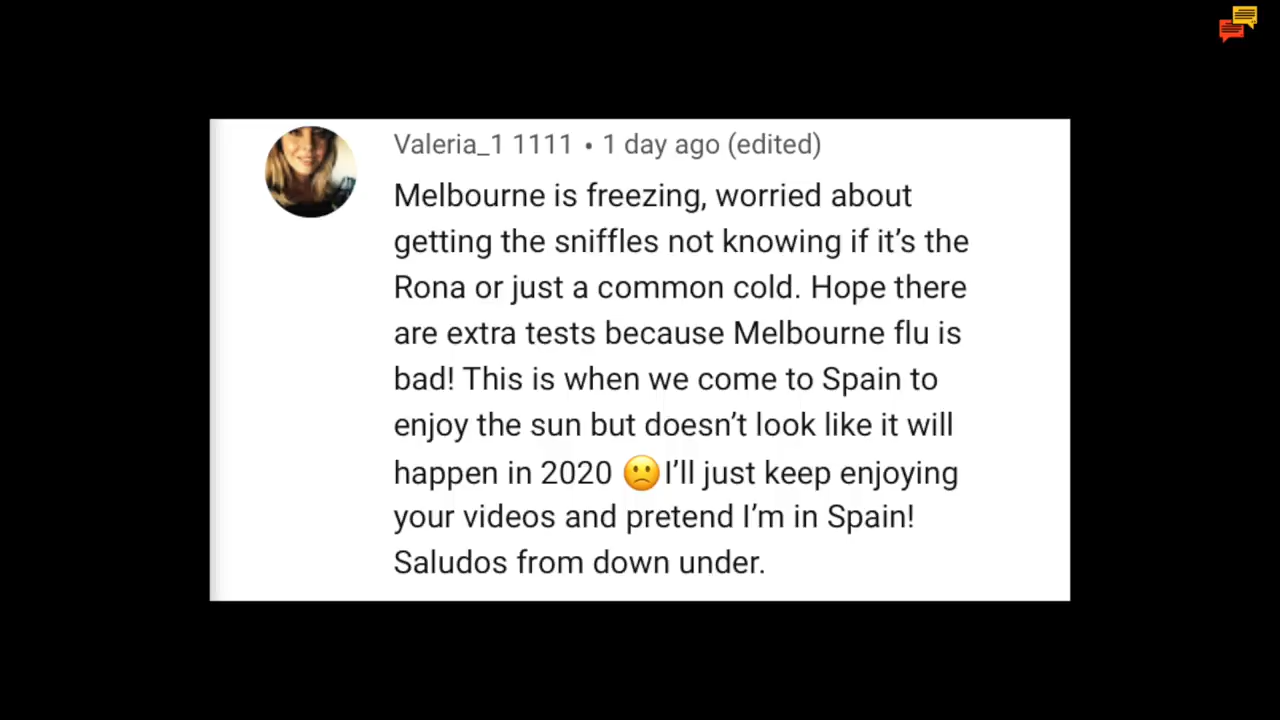 Valeria_1 1111 • 1 day ago (edited)
Melbourne is freezing, worried about
getting the sniffles not knowing if it’s the
Rona or just a common cold. Hope there
are extra tests because Melbourne flu is
bad! This is when we come to Spain to
enjoy the sun but doesn’t look like it will
happen in 2020 🙁I’ll just keep enjoying
your videos and pretend I’m in Spain!
Saludos from down under.